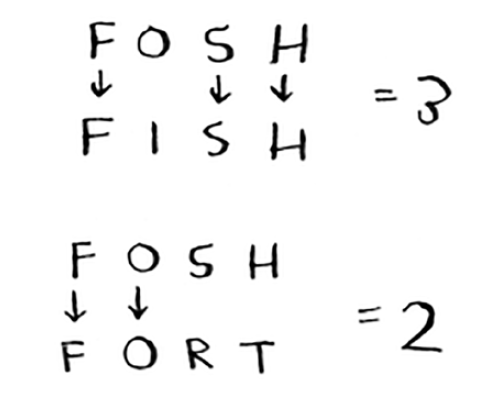 F O S H
↓ ↓ ↓ = 3
F I S H
F O S H
↓ ↓ = 2
F O R T